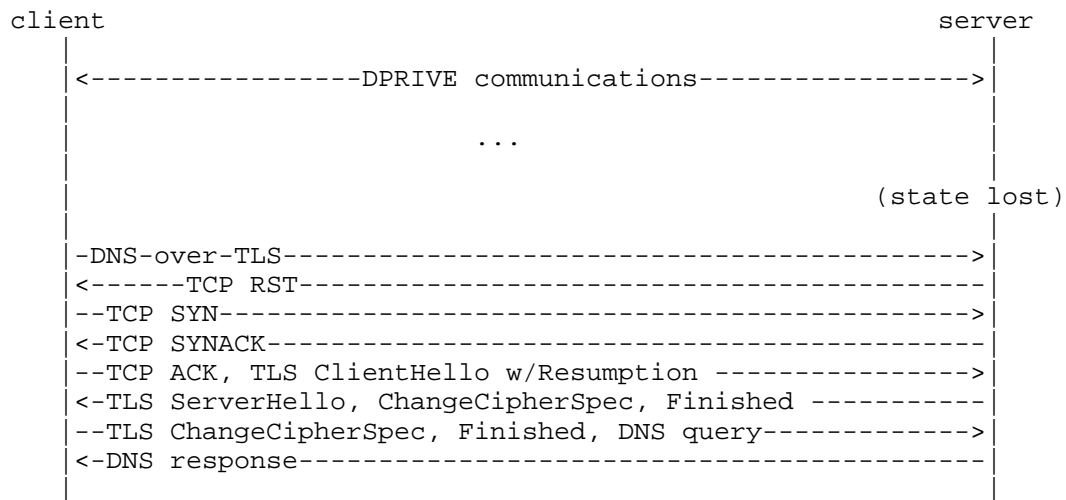 client server
|<-----------------DPRIVE communications----------------->|
...
(state lost)
|-DNS-over-TLS------------------------------------------->|
|<------TCP RST-------------------------------------------|
|--TCP SYN----------------------------------------------->|
|<-TCP SYNACK---------------------------------------------|
|--TCP ACK, TLS ClientHello w/Resumption ---------------->|
|<-TLS ServerHello, ChangeCipherSpec, Finished -----------|
|--TLS ChangeCipherSpec, Finished, DNS query------------->|
|<-DNS response-------------------------------------------|